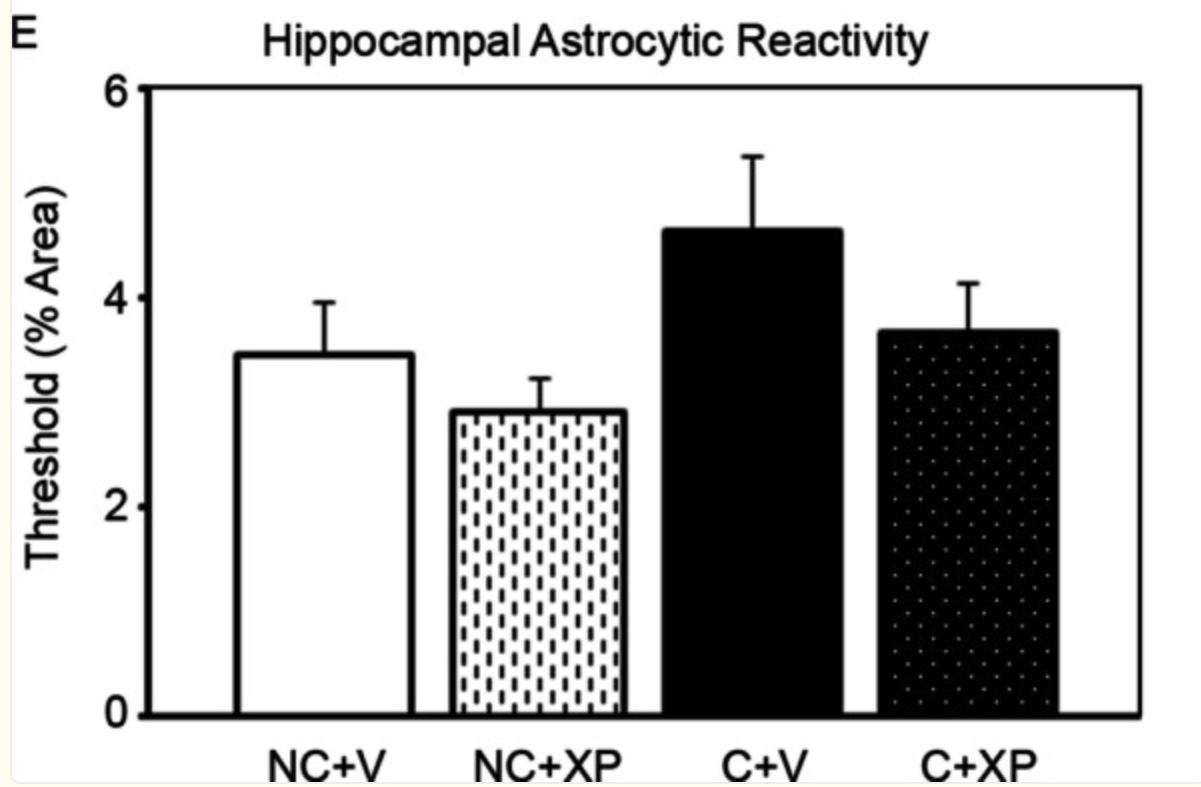 E
Hippocampal Astrocytic Reactivity
Threshold (% Area)
6
4
2
0
NC+V NC+XP C+V C+XP